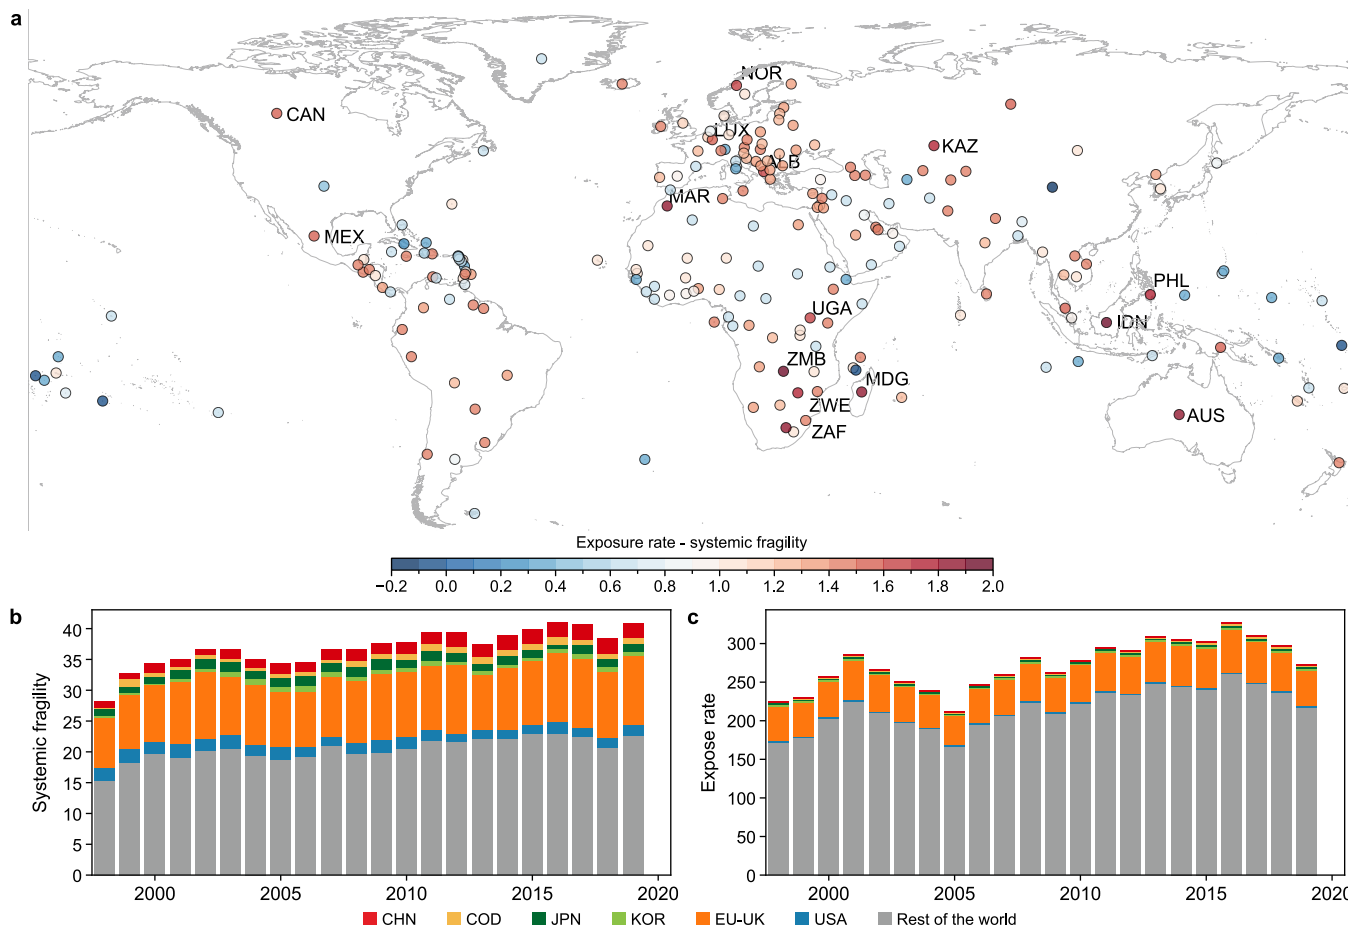 a
NOR
CAN
LUX
KAZ
ALB
MAR
MEX
PHL
UGA
IDN
ZMB
MDG
ZWE
AUS
ZAF
Exposure rate - systemic fragility
−0.2 0.0 0.2 0.4 0.6 0.8 1.0 1.2 1.4 1.6 1.8 2.0
b
Systemic fragility
40
35
30
25
20
15
10
5
0
2000 2005 2010 2015 2020
c
Expose rate
300
250
200
150
100
50
0
2000 2005 2010 2015 2020
CHN COD JPN KOR EU-UK USA Rest of the world